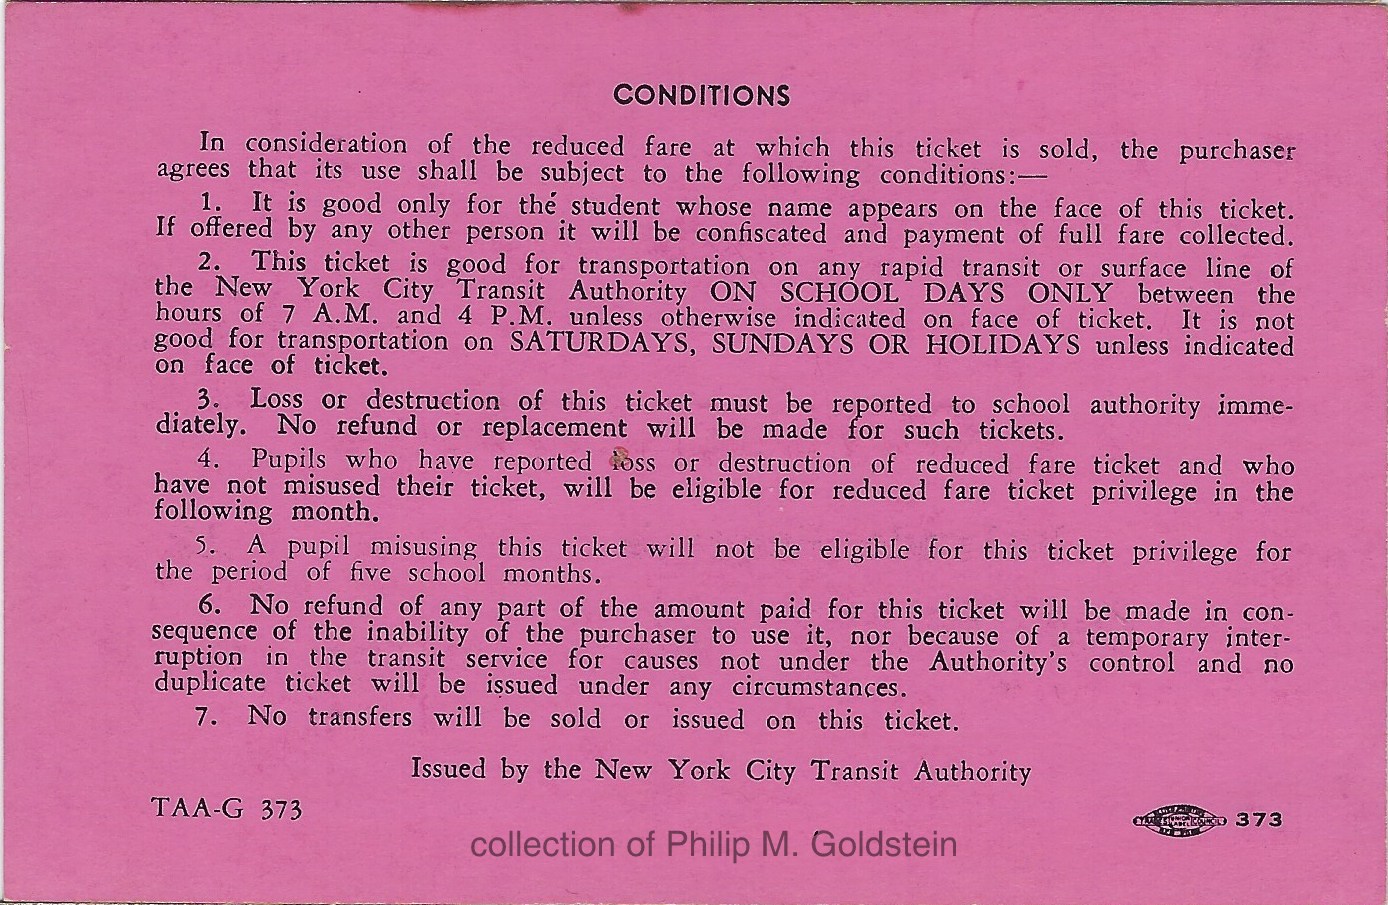 CONDITIONS
In consideration of the reduced fare at which this ticket is sold, the purchaser
agrees that its use shall be subject to the following conditions:—
1. It is good only for the student whose name appears on the face of this ticket.
If offered by any other person it will be confiscated and payment of full fare collected.
2. This ticket is good for transportation on any rapid transit or surface line of
the New York City Transit Authority ON SCHOOL DAYS ONLY between the
hours of 7 A.M. and 4 P.M. unless otherwise indicated on face of ticket. It is not
good for transportation on SATURDAYS, SUNDAYS OR HOLIDAYS unless indicated
on face of ticket.
3. Loss or destruction of this ticket must be reported to school authority imme-
diately. No refund or replacement will be made for such tickets.
4. Pupils who have reported loss or destruction of reduced fare ticket and who
have not misused their ticket, will be eligible for reduced fare ticket privilege in the
following month.
5. A pupil misusing this ticket will not be eligible for this ticket privilege for
the period of five school months.
6. No refund of any part of the amount paid for this ticket will be made in con-
sequence of the inability of the purchaser to use it, nor because of a temporary inter-
ruption in the transit service for causes not under the Authority's control and no
duplicate ticket will be issued under any circumstances.
7. No transfers will be sold or issued on this ticket.
Issued by the New York City Transit Authority
TAA-G 373
TRADES UNION LABEL COUNCIL 373
collection of Philip M. Goldstein